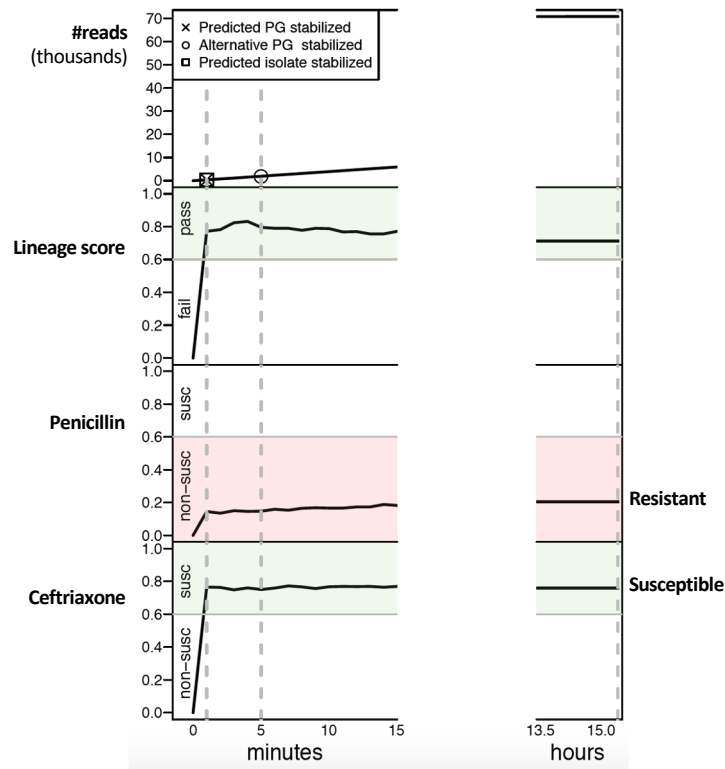 #reads
(thousands)
70
60
50
40
30
20
10
0
× Predicted PG stabilized
○ Alternative PG stabilized
□ Predicted isolate stabilized
Lineage score
1.0
0.8
0.6
0.4
0.2
0.0
pass
fail
Penicillin
1.0
0.8
0.6
0.4
0.2
0.0
susc
non-susc
Resistant
Ceftriaxone
1.0
0.8
0.6
0.4
0.2
0.0
susc
non-susc
Susceptible
0 5 10 15 13.5 15.0
minutes hours